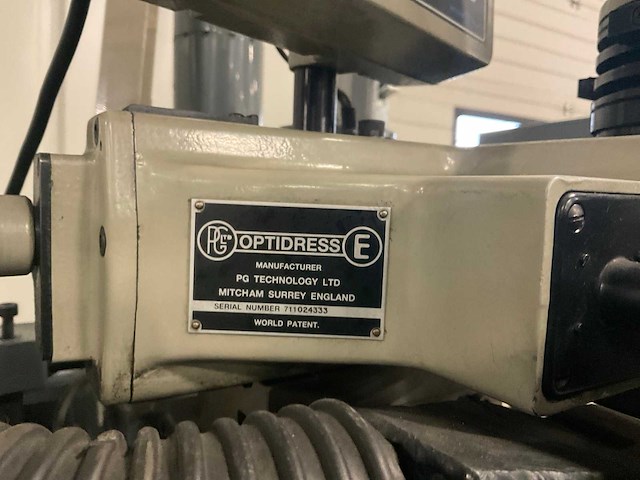 PG LTD OPTIDRESS E
MANUFACTURER
PG TECHNOLOGY LTD
MITCHAM SURREY ENGLAND
SERIAL NUMBER 711024333
WORLD PATENT.